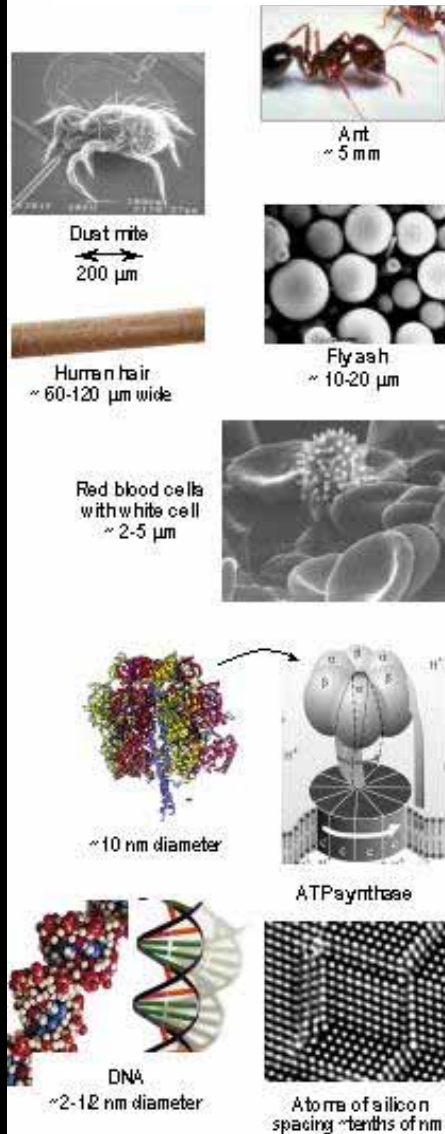 Ant
~ 5 mm
Dust mite
200 µm
Fly ash
~ 10-20 µm
Human hair
~ 60-120 µm wide
Red blood cells
with white cell
~ 2-5 µm
α β α
β α β
H⁺
~10 nm diameter
ATP synthase
DNA
~2-1/2 nm diameter
Atoms of silicon
spacing ~tenths of nm